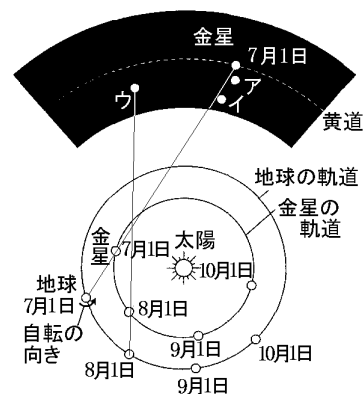 金星
7月1日
ア
イ
ウ
黄道
地球の軌道
金星の
軌道
金星
7月1日
太陽
10月1日
地球
7月1日
自転の
向き
8月1日
8月1日
9月1日
9月1日
10月1日